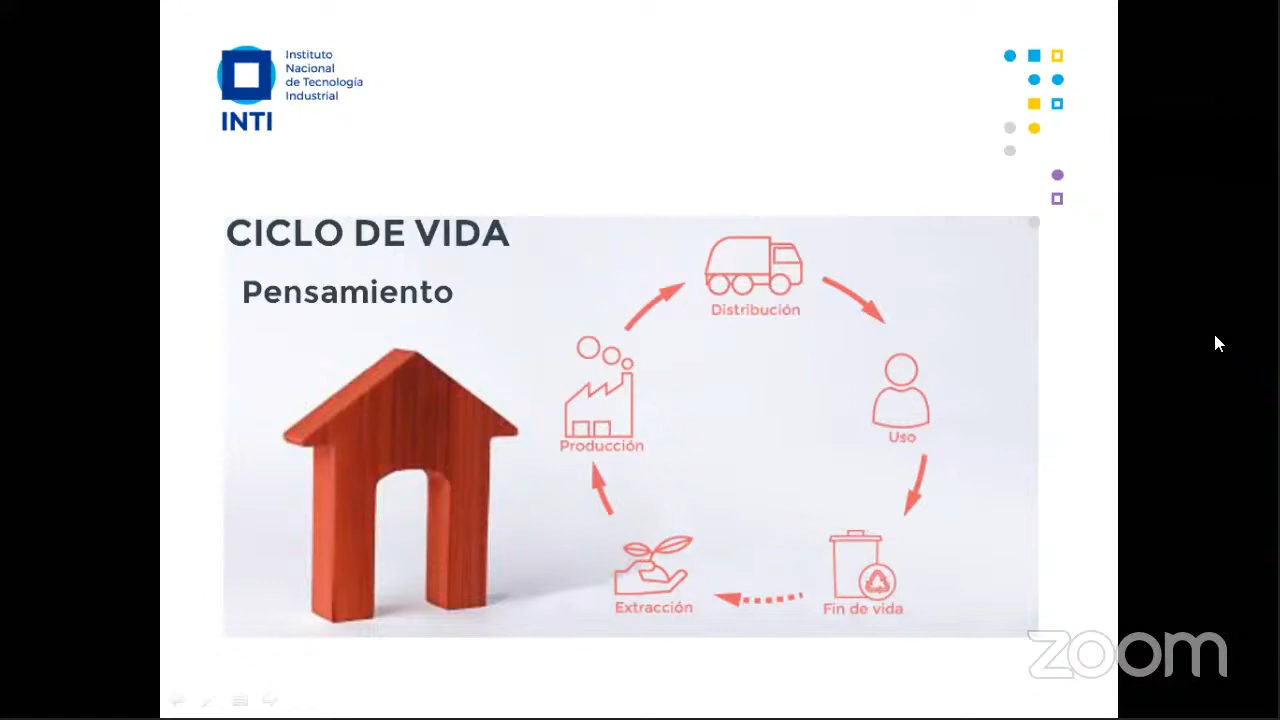 Instituto
Nacional
de Tecnología
Industrial
INTI
CICLO DE VIDA
Pensamiento
Distribución
Producción
Uso
Extracción
Fin de vida
zoom